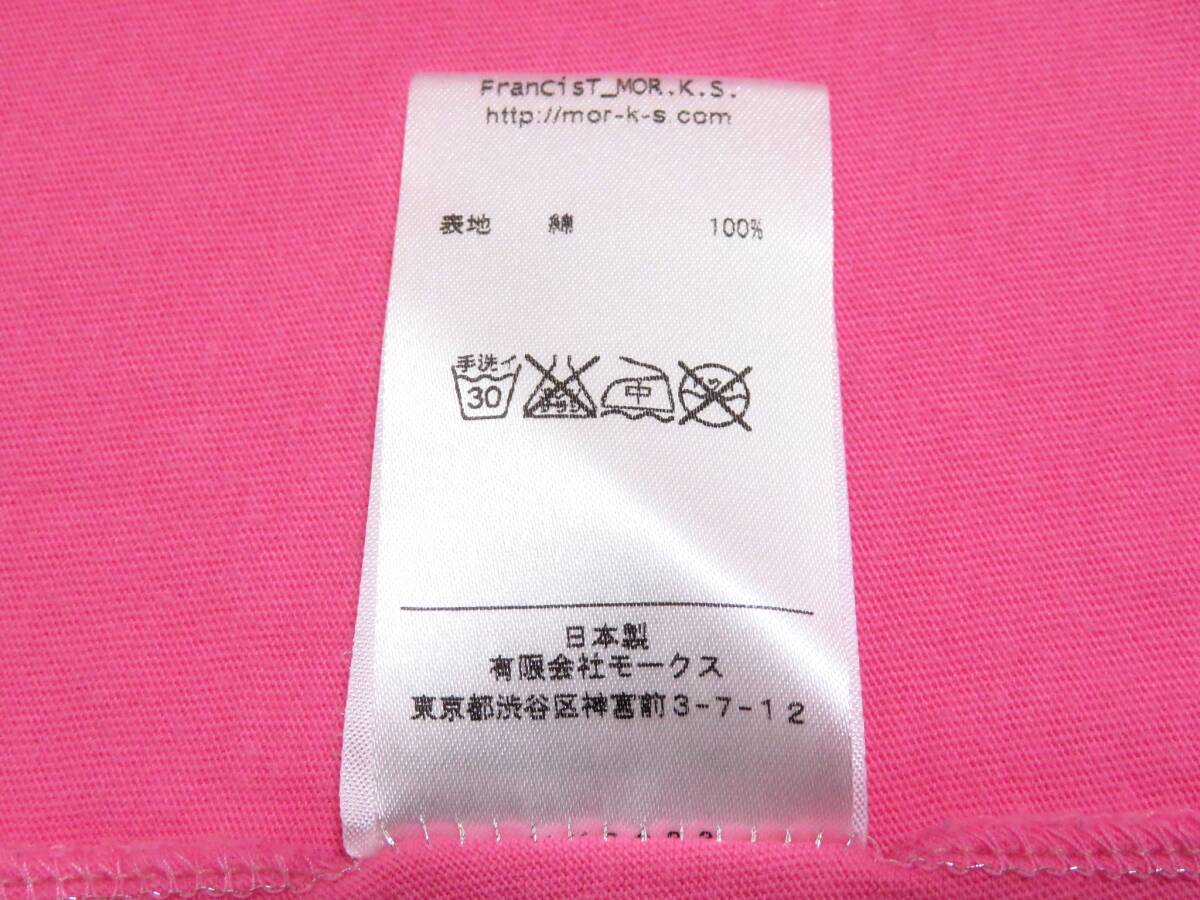 FranCisT_MOR.K.S.
http://mor-k-s.com
表地 綿 100%
手洗イ
30 中
日本製
有限会社モークス
東京都渋谷区神宮前3-7-12